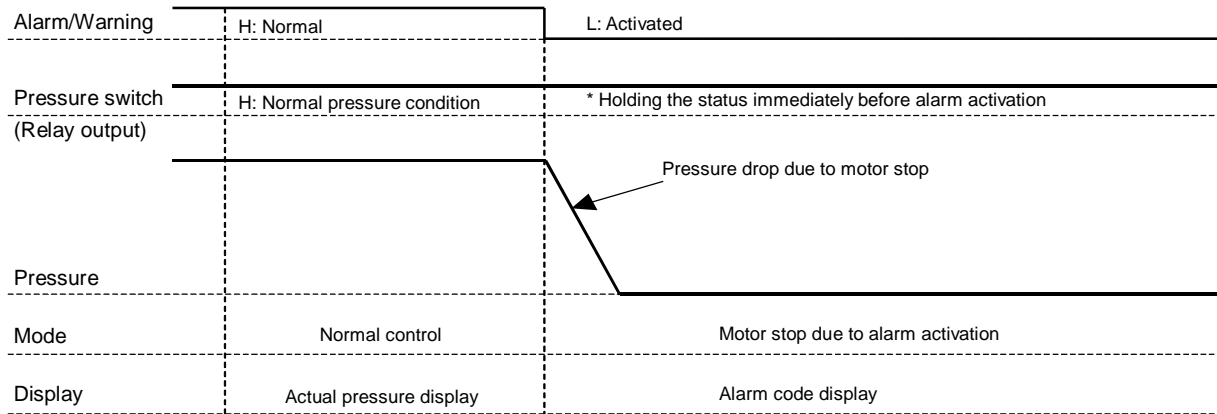 Alarm/Warning
H: Normal
L: Activated
Pressure switch
(Relay output)
H: Normal pressure condition
* Holding the status immediately before alarm activation
Pressure drop due to motor stop
Pressure
Mode
Normal control
Motor stop due to alarm activation
Display
Actual pressure display
Alarm code display